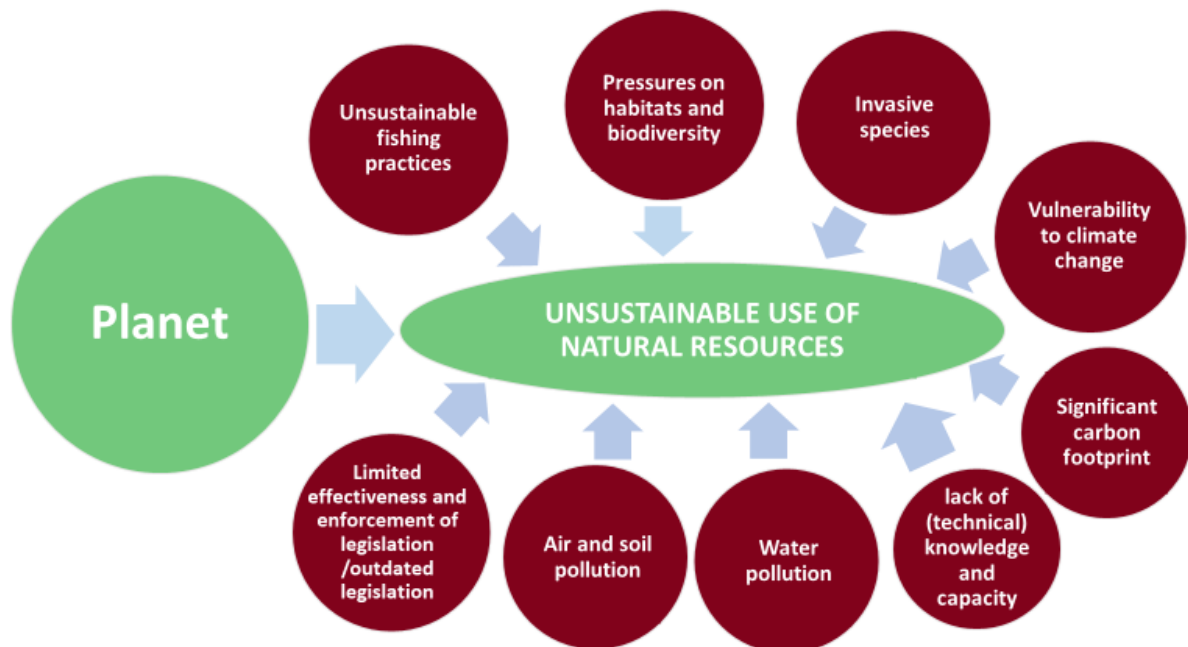 Unsustainable
fishing
practices
Pressures on
habitats and
biodiversity
Invasive
species
Vulnerability
to climate
change
Planet
UNSUSTAINABLE USE OF
NATURAL RESOURCES
Significant
carbon
footprint
Limited
effectiveness and
enforcement of
legislation
/outdated
legislation
Air and soil
pollution
Water
pollution
lack of
(technical)
knowledge
and
capacity